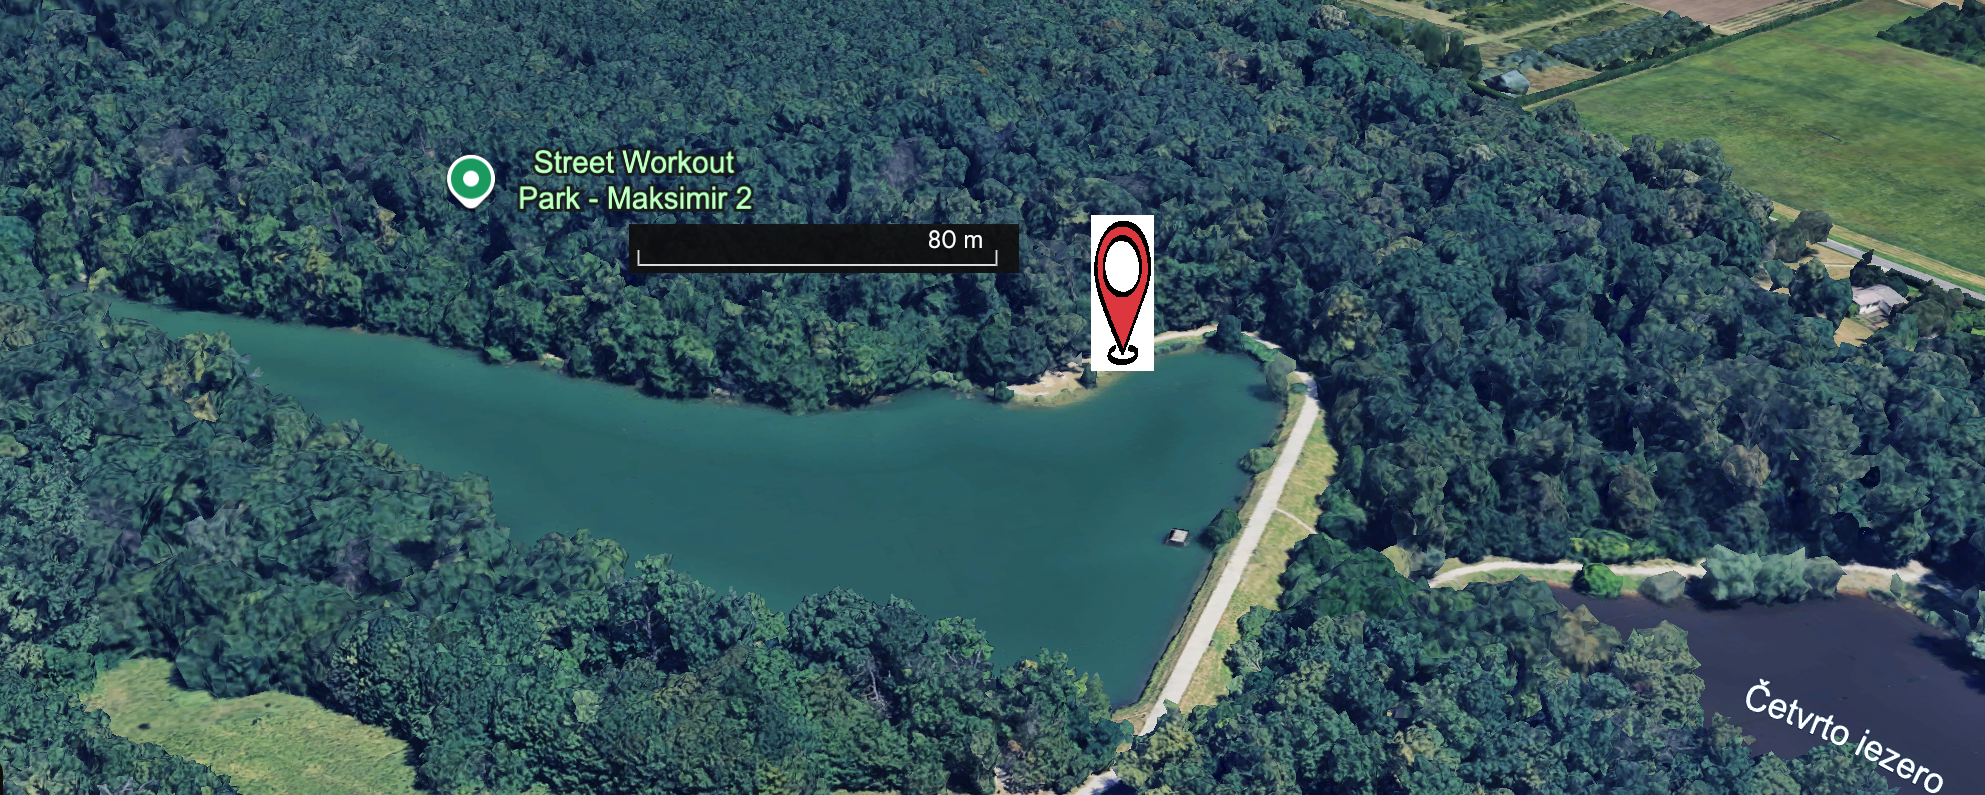 Street Workout
Park - Maksimir 2
80 m
Četvrto jezero